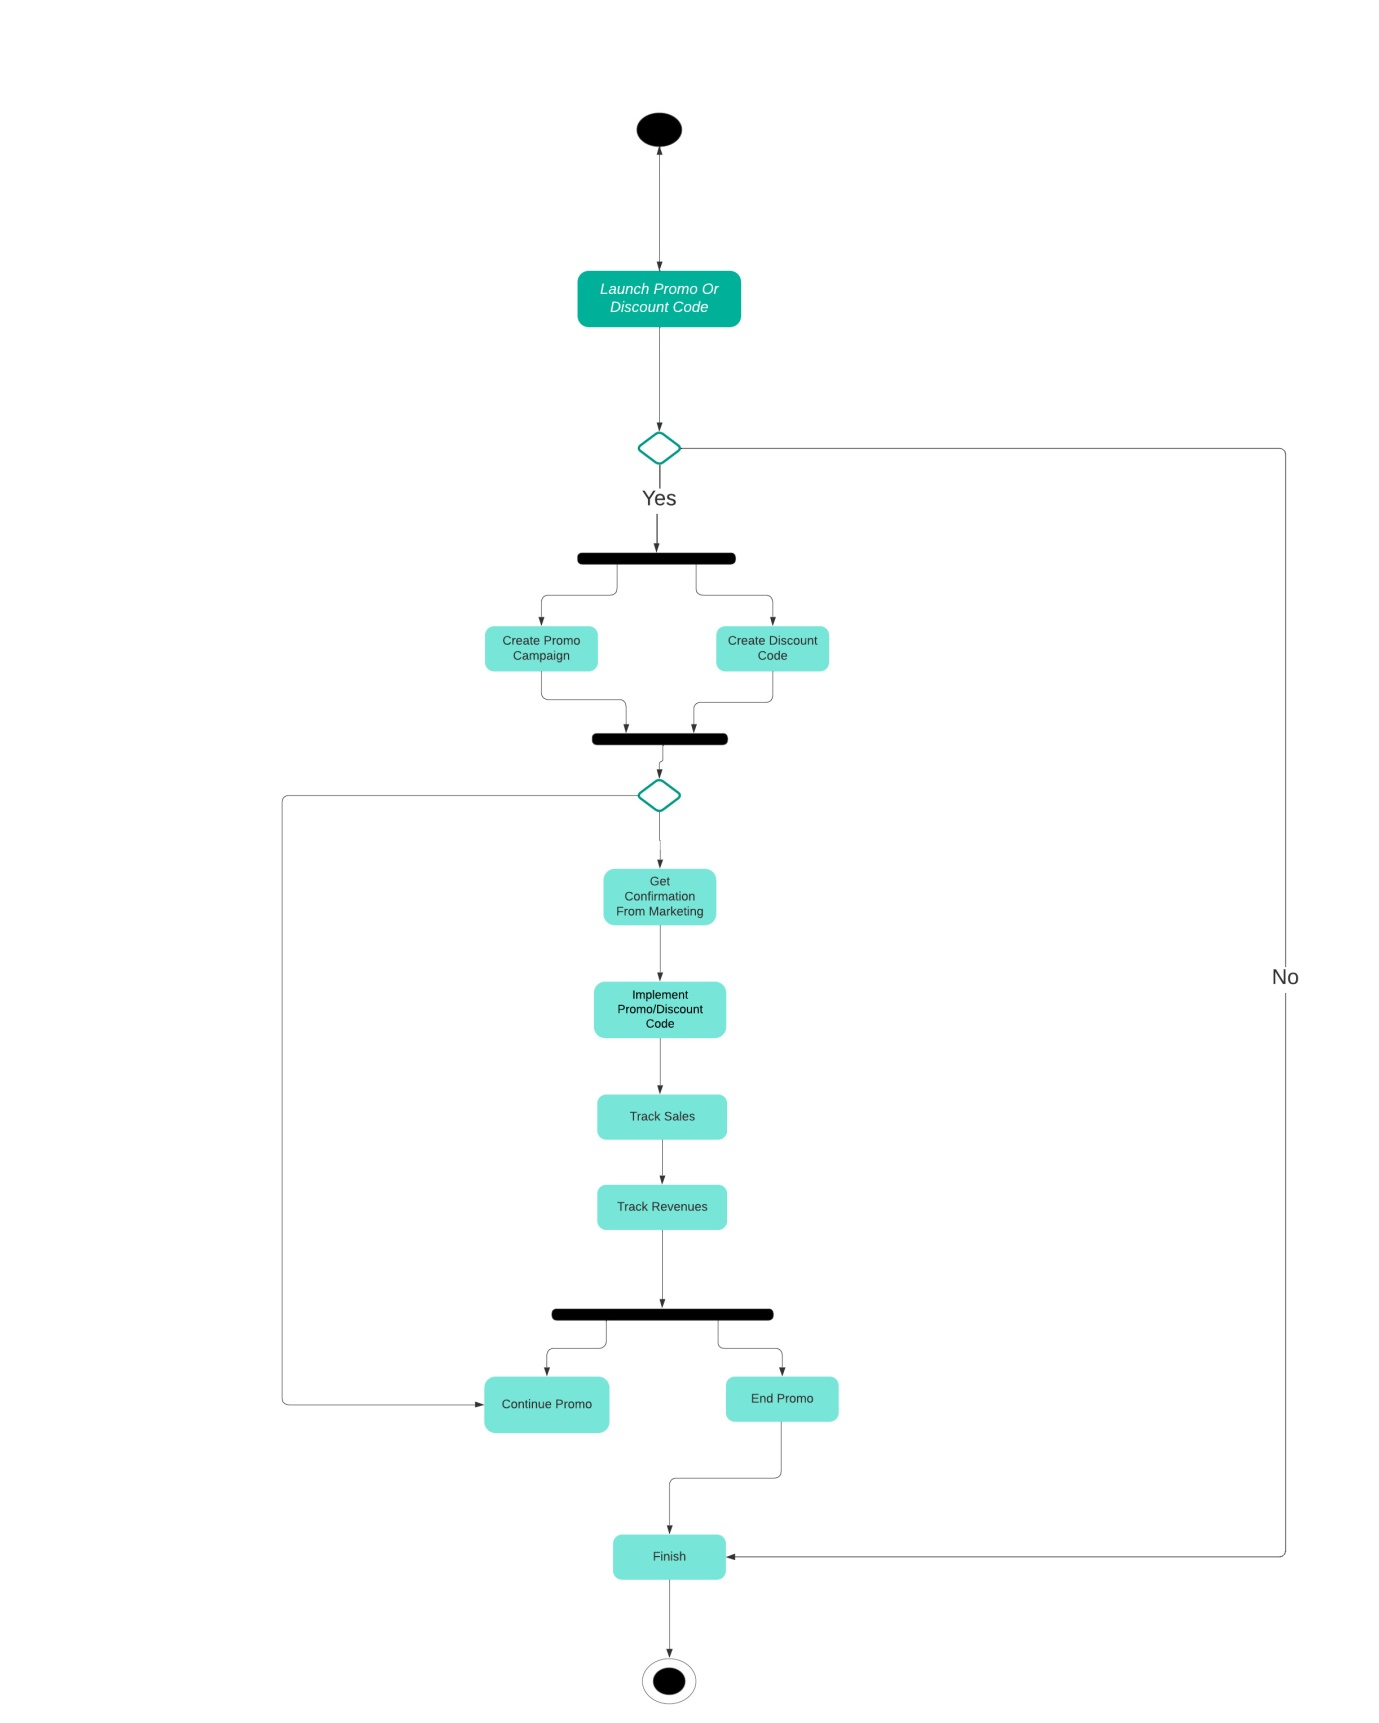 Launch Promo Or
Discount Code
Yes
Create Promo
Campaign
Create Discount
Code
Get
Confirmation
From Marketing
No
Implement
Promo/Discount
Code
Track Sales
Track Revenues
Continue Promo
End Promo
Finish